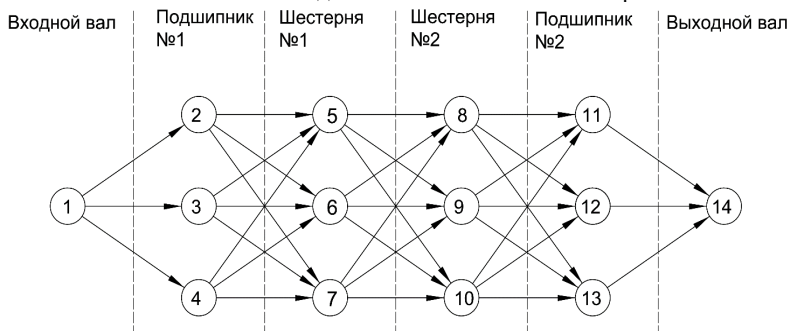 Входной вал
Подшипник
№1
Шестерня
№1
Шестерня
№2
Подшипник
№2
Выходной вал
2 5 8 11
1 3 6 9 12 14
4 7 10 13